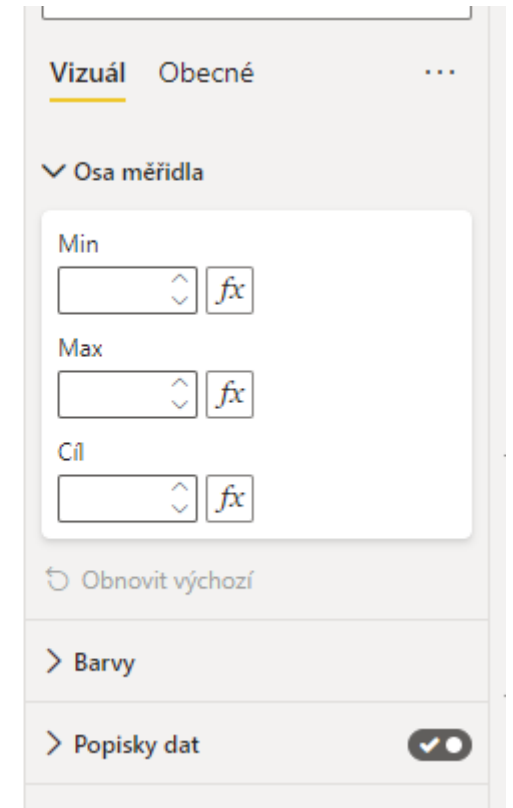 Vizuál Obecné ...
Osa měřidla
Min
fx
Max
fx
Cíl
fx
Obnovit výchozí
Barvy
Popisky dat